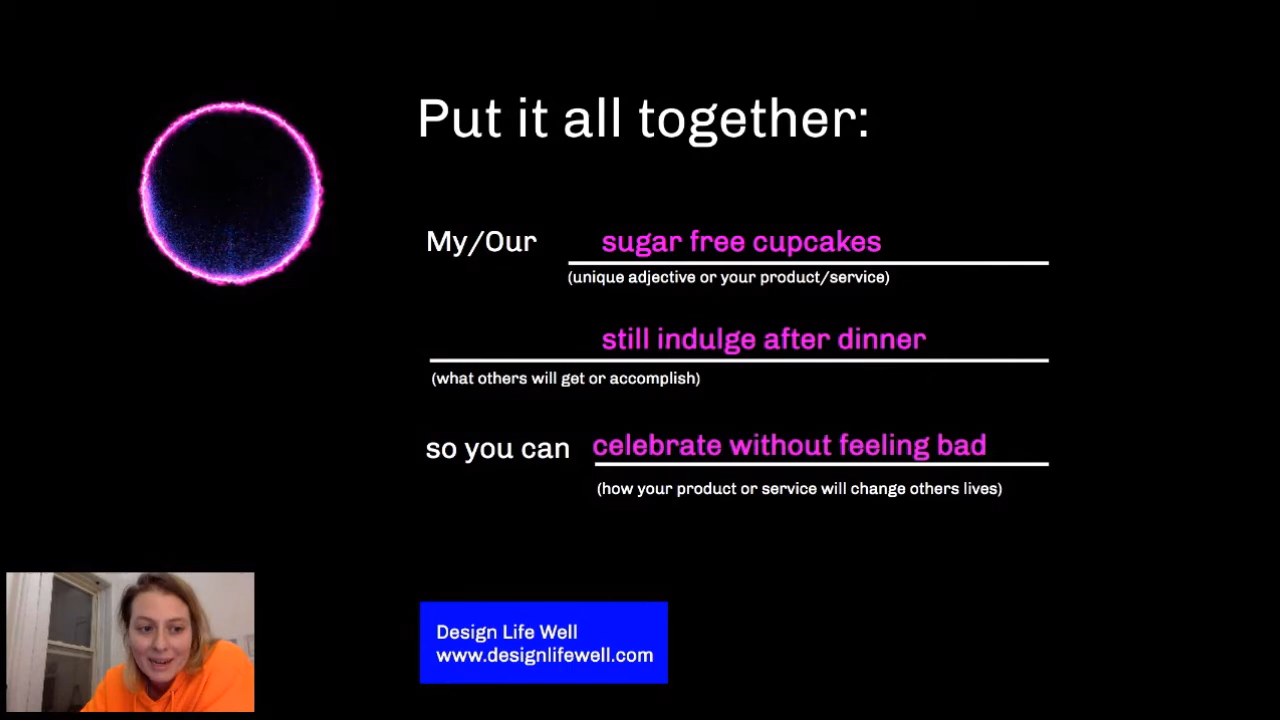 Put it all together:
My/Our sugar free cupcakes
(unique adjective or your product/service)
still indulge after dinner
(what others will get or accomplish)
so you can celebrate without feeling bad
(how your product or service will change others lives)
Design Life Well
www.designlifewell.com